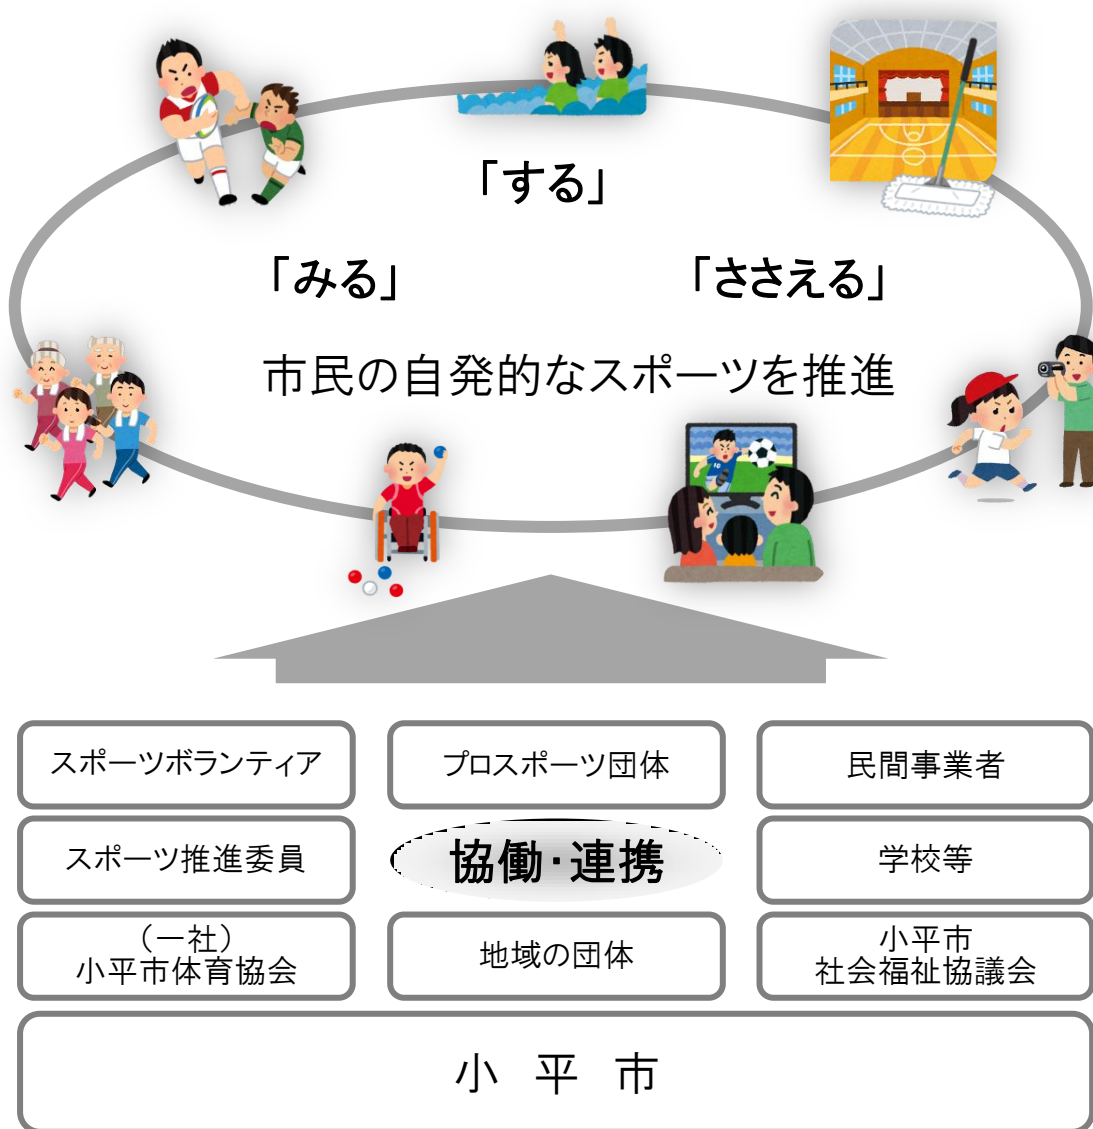 「する」
「みる」
「ささえる」
市民の自発的なスポーツを推進
スポーツボランティア
プロスポーツ団体
民間事業者
スポーツ推進委員
協働・連携
学校等
（一社）
小平市体育協会
地域の団体
小平市
社会福祉協議会
小　平　市